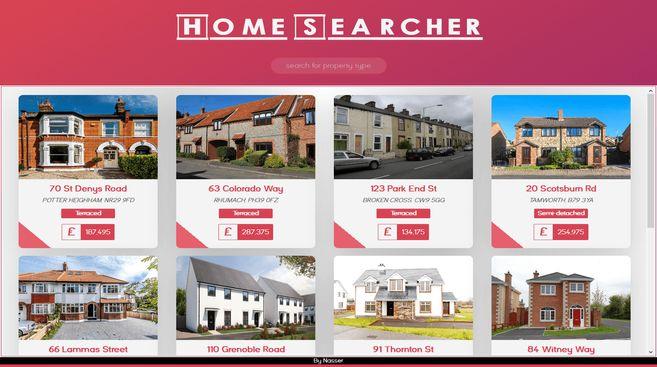 HOME SEARCHER
search for property type
70 St Denys Road
POTTER HEIGHHAM, NR29 9FD
Terraced
£ 187,495
63 Colorado Way
RHUMACH, PH39 0FZ
Terraced
£ 287,375
123 Park End St
BROKEN CROSS, CW9 5GG
Terraced
£ 134,175
20 Scotsburn Rd
TAMWORTH, B79 3YA
Semi-detached
£ 254,975
66 Lammas Street
110 Grenoble Road
91 Thornton St
84 Witney Way
By Nasser